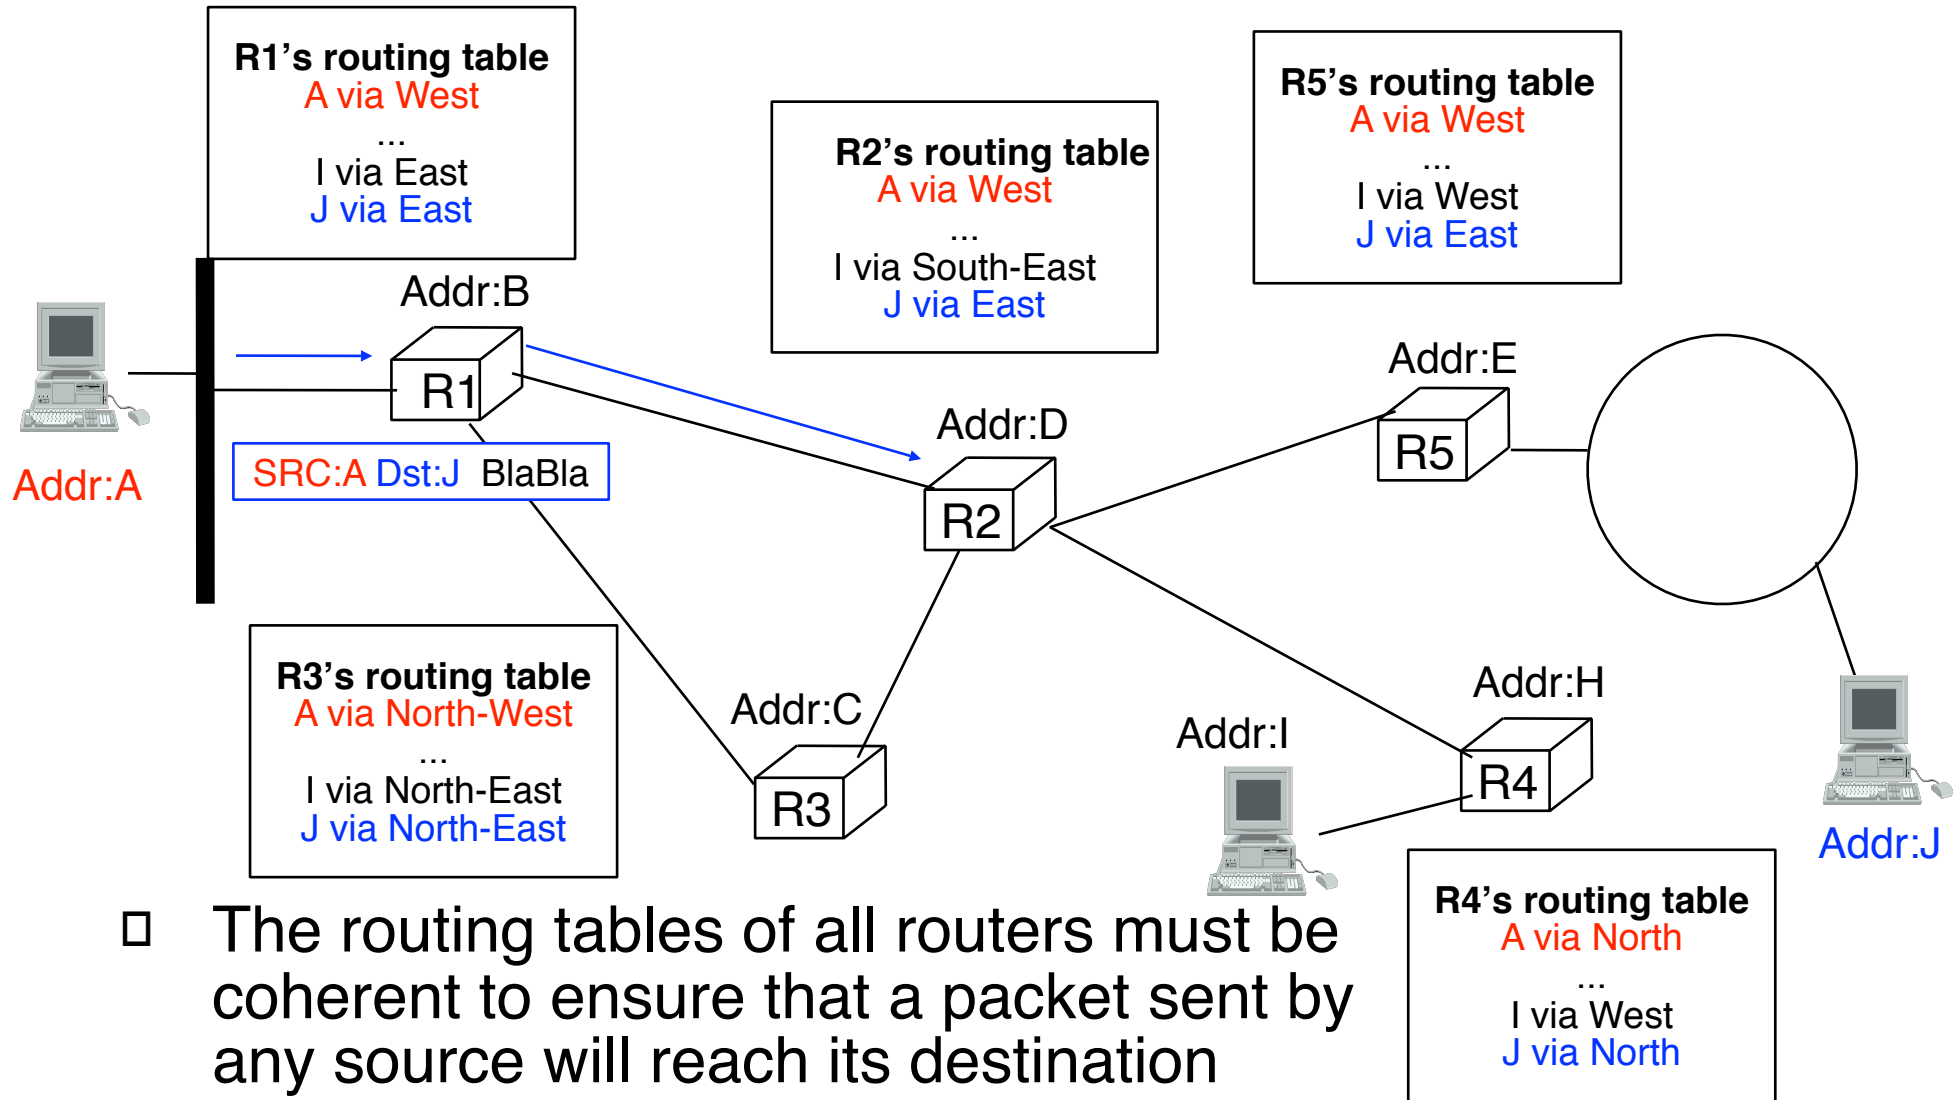 R1’s routing table
A via West
...
I via East
J via East
R2’s routing table
A via West
...
I via South-East
J via East
R5’s routing table
A via West
...
I via West
J via East
Addr:B
R1
Addr:E
R5
Addr:D
R2
Addr:A
SRC:A Dst:J BlaBla
R3’s routing table
A via North-West
...
I via North-East
J via North-East
Addr:C
R3
Addr:I
Addr:H
R4
Addr:J
R4’s routing table
A via North
...
I via West
J via North
The routing tables of all routers must be
coherent to ensure that a packet sent by
any source will reach its destination